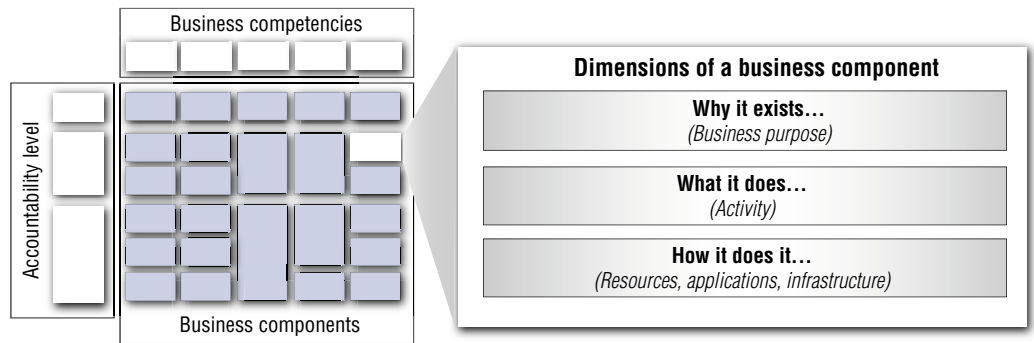 Business competencies
Accountability level
Business components
Dimensions of a business component
Why it exists…
(Business purpose)
What it does…
(Activity)
How it does it…
(Resources, applications, infrastructure)